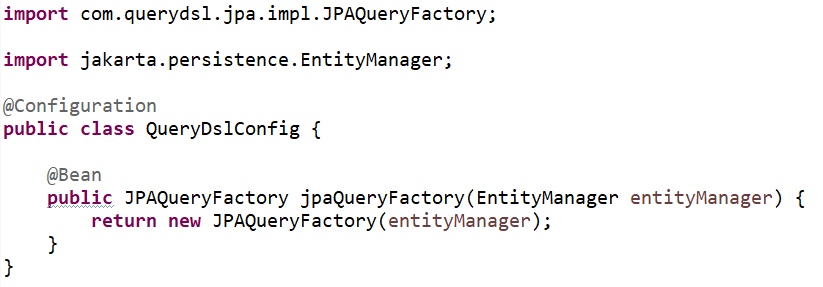 import com.querydsl.jpa.impl.JPAQueryFactory;
import jakarta.persistence.EntityManager;
@Configuration
public class QueryDslConfig {
@Bean
public JPAQueryFactory jpaQueryFactory(EntityManager entityManager) {
return new JPAQueryFactory(entityManager);
}
}